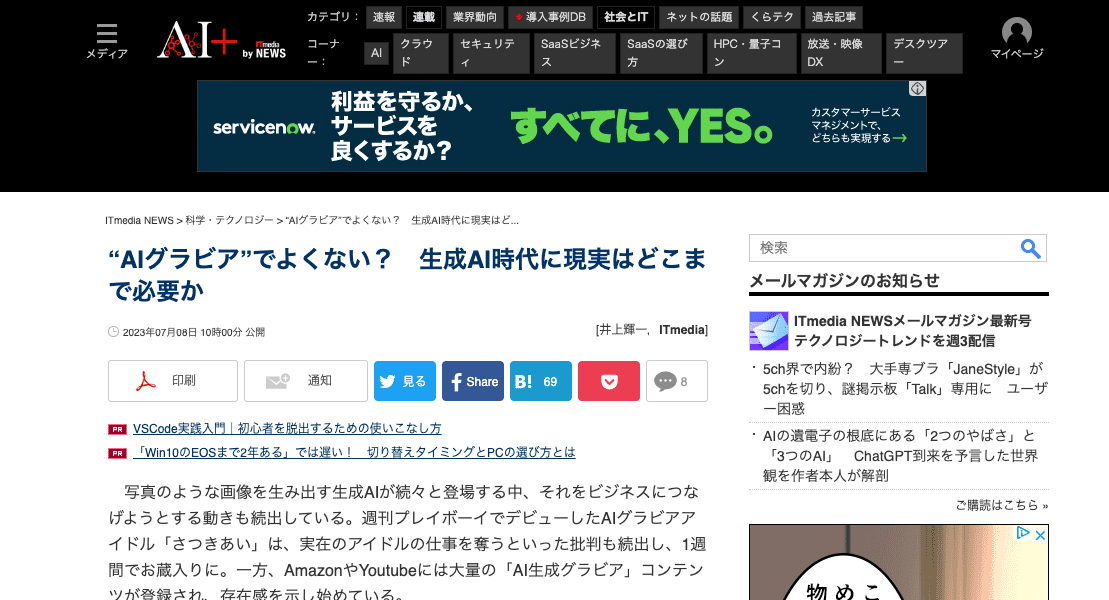 メディア
AI+ by ITmedia NEWS
カテゴリ： 速報 連載 業界動向 導入事例DB 社会とIT ネットの話題 くらテク 過去記事
コーナー： AI クラウド セキュリティ SaaSビジネス SaaSの選び方 HPC・量子コン 放送・映像DX デスクツアー
マイページ
servicenow.
利益を守るか、
サービスを
良くするか?
すべてに、YES。
カスタマーサービス
マネジメントで、
どちらも実現する→
ITmedia NEWS > 科学・テクノロジー > “AIグラビア”でよくない？　生成AI時代に現実はど...
“AIグラビア”でよくない？　生成AI時代に現実はどこま
で必要か
2023年07月08日 10時00分 公開
[井上輝一，ITmedia]
印刷
通知
見る
Share
B! 69
8
PR VSCode実践入門｜初心者を脱出するための使いこなし方
PR 「Win10のEOSまで2年ある」では遅い！　切り替えタイミングとPCの選び方とは
写真のような画像を生み出す生成AIが続々と登場する中、それをビジネスにつな
げようとする動きも続出している。週刊プレイボーイでデビューしたAIグラビアア
イドル「さつきあい」は、実在のアイドルの仕事を奪うといった批判も続出し、1週
間でお蔵入りに。一方、AmazonやYoutubeには大量の「AI生成グラビア」コンテン
ツが登録され、存在感を示し始めている。
検索
メールマガジンのお知らせ
ITmedia NEWSメールマガジン最新号
テクノロジートレンドを週3配信
・5ch界で内紛？　大手専ブラ「JaneStyle」が
5chを切り、謎掲示板「Talk」専用に　ユーザ
ー困惑
・AIの遺電子の根底にある「2つのやばさ」と
「3つのAI」　ChatGPT到来を予言した世界
観を作者本人が解剖
ご購読はこちら »
こ
め
物